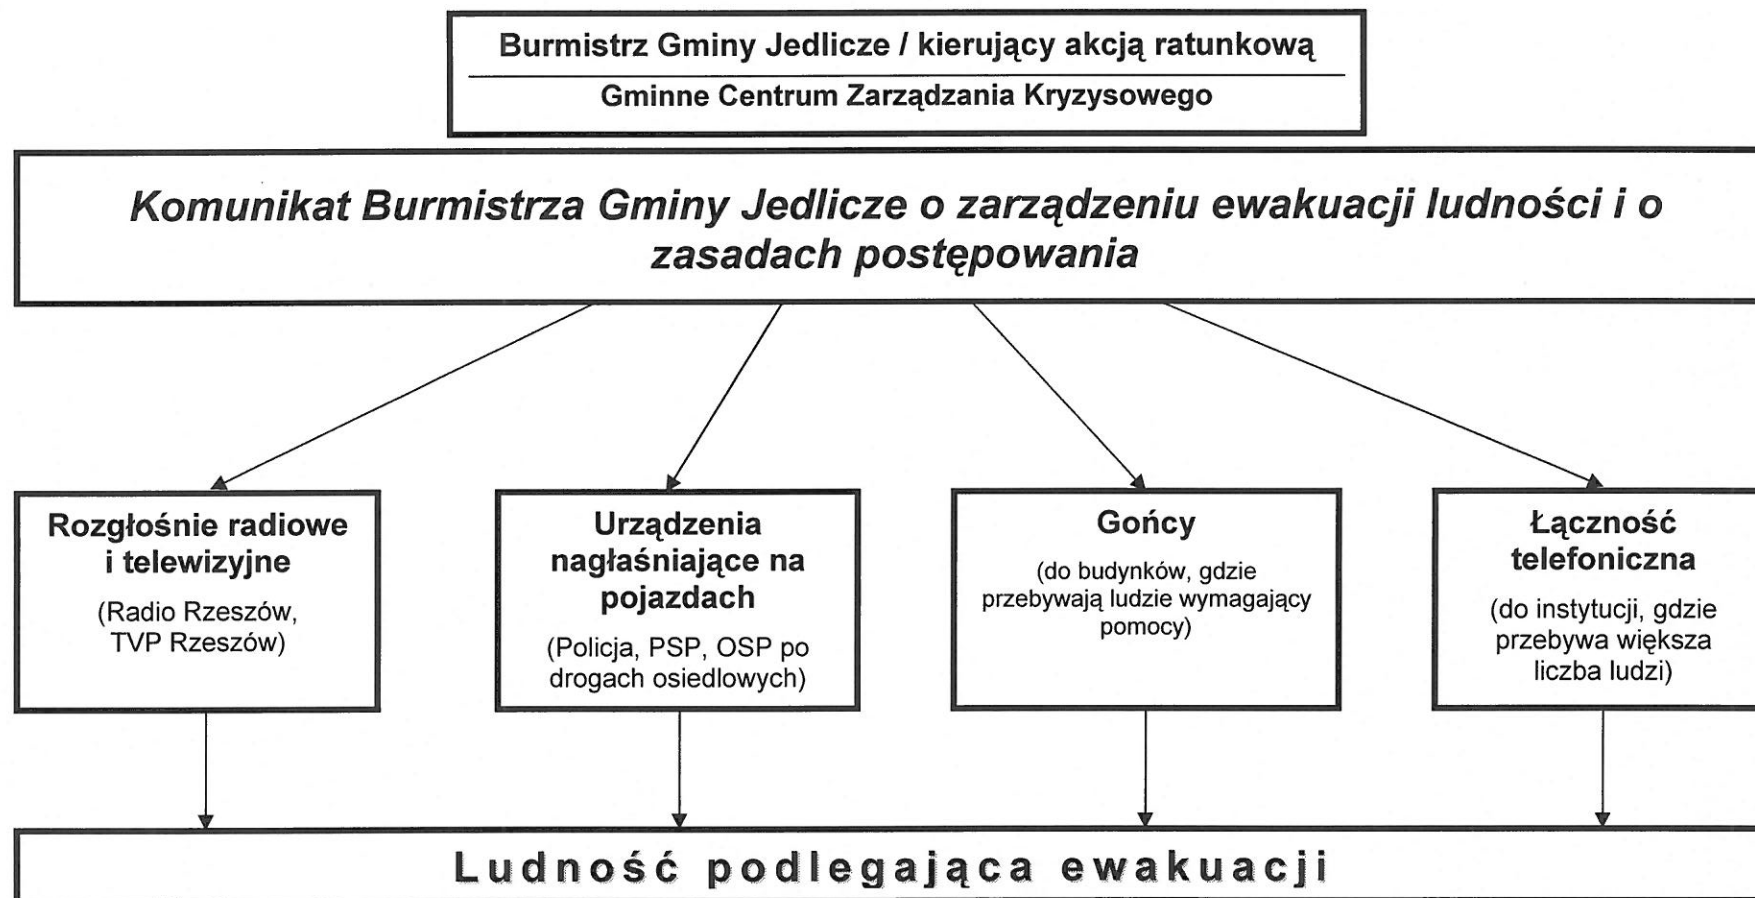 Burmistrz Gminy Jedlicze / kierujący akcją ratunkową
Gminne Centrum Zarządzania Kryzysowego
Komunikat Burmistrza Gminy Jedlicze o zarządzeniu ewakuacji ludności i o
zasadach postępowania
Rozgłośnie radiowe
i telewizyjne
(Radio Rzeszów,
TVP Rzeszów)
Urządzenia
nagłaśniające na
pojazdach
(Policja, PSP, OSP po
drogach osiedlowych)
Gońcy
(do budynków, gdzie
przebywają ludzie wymagający
pomocy)
Łączność
telefoniczna
(do instytucji, gdzie
przebywa większa
liczba ludzi)
Ludność podlegająca ewakuacji